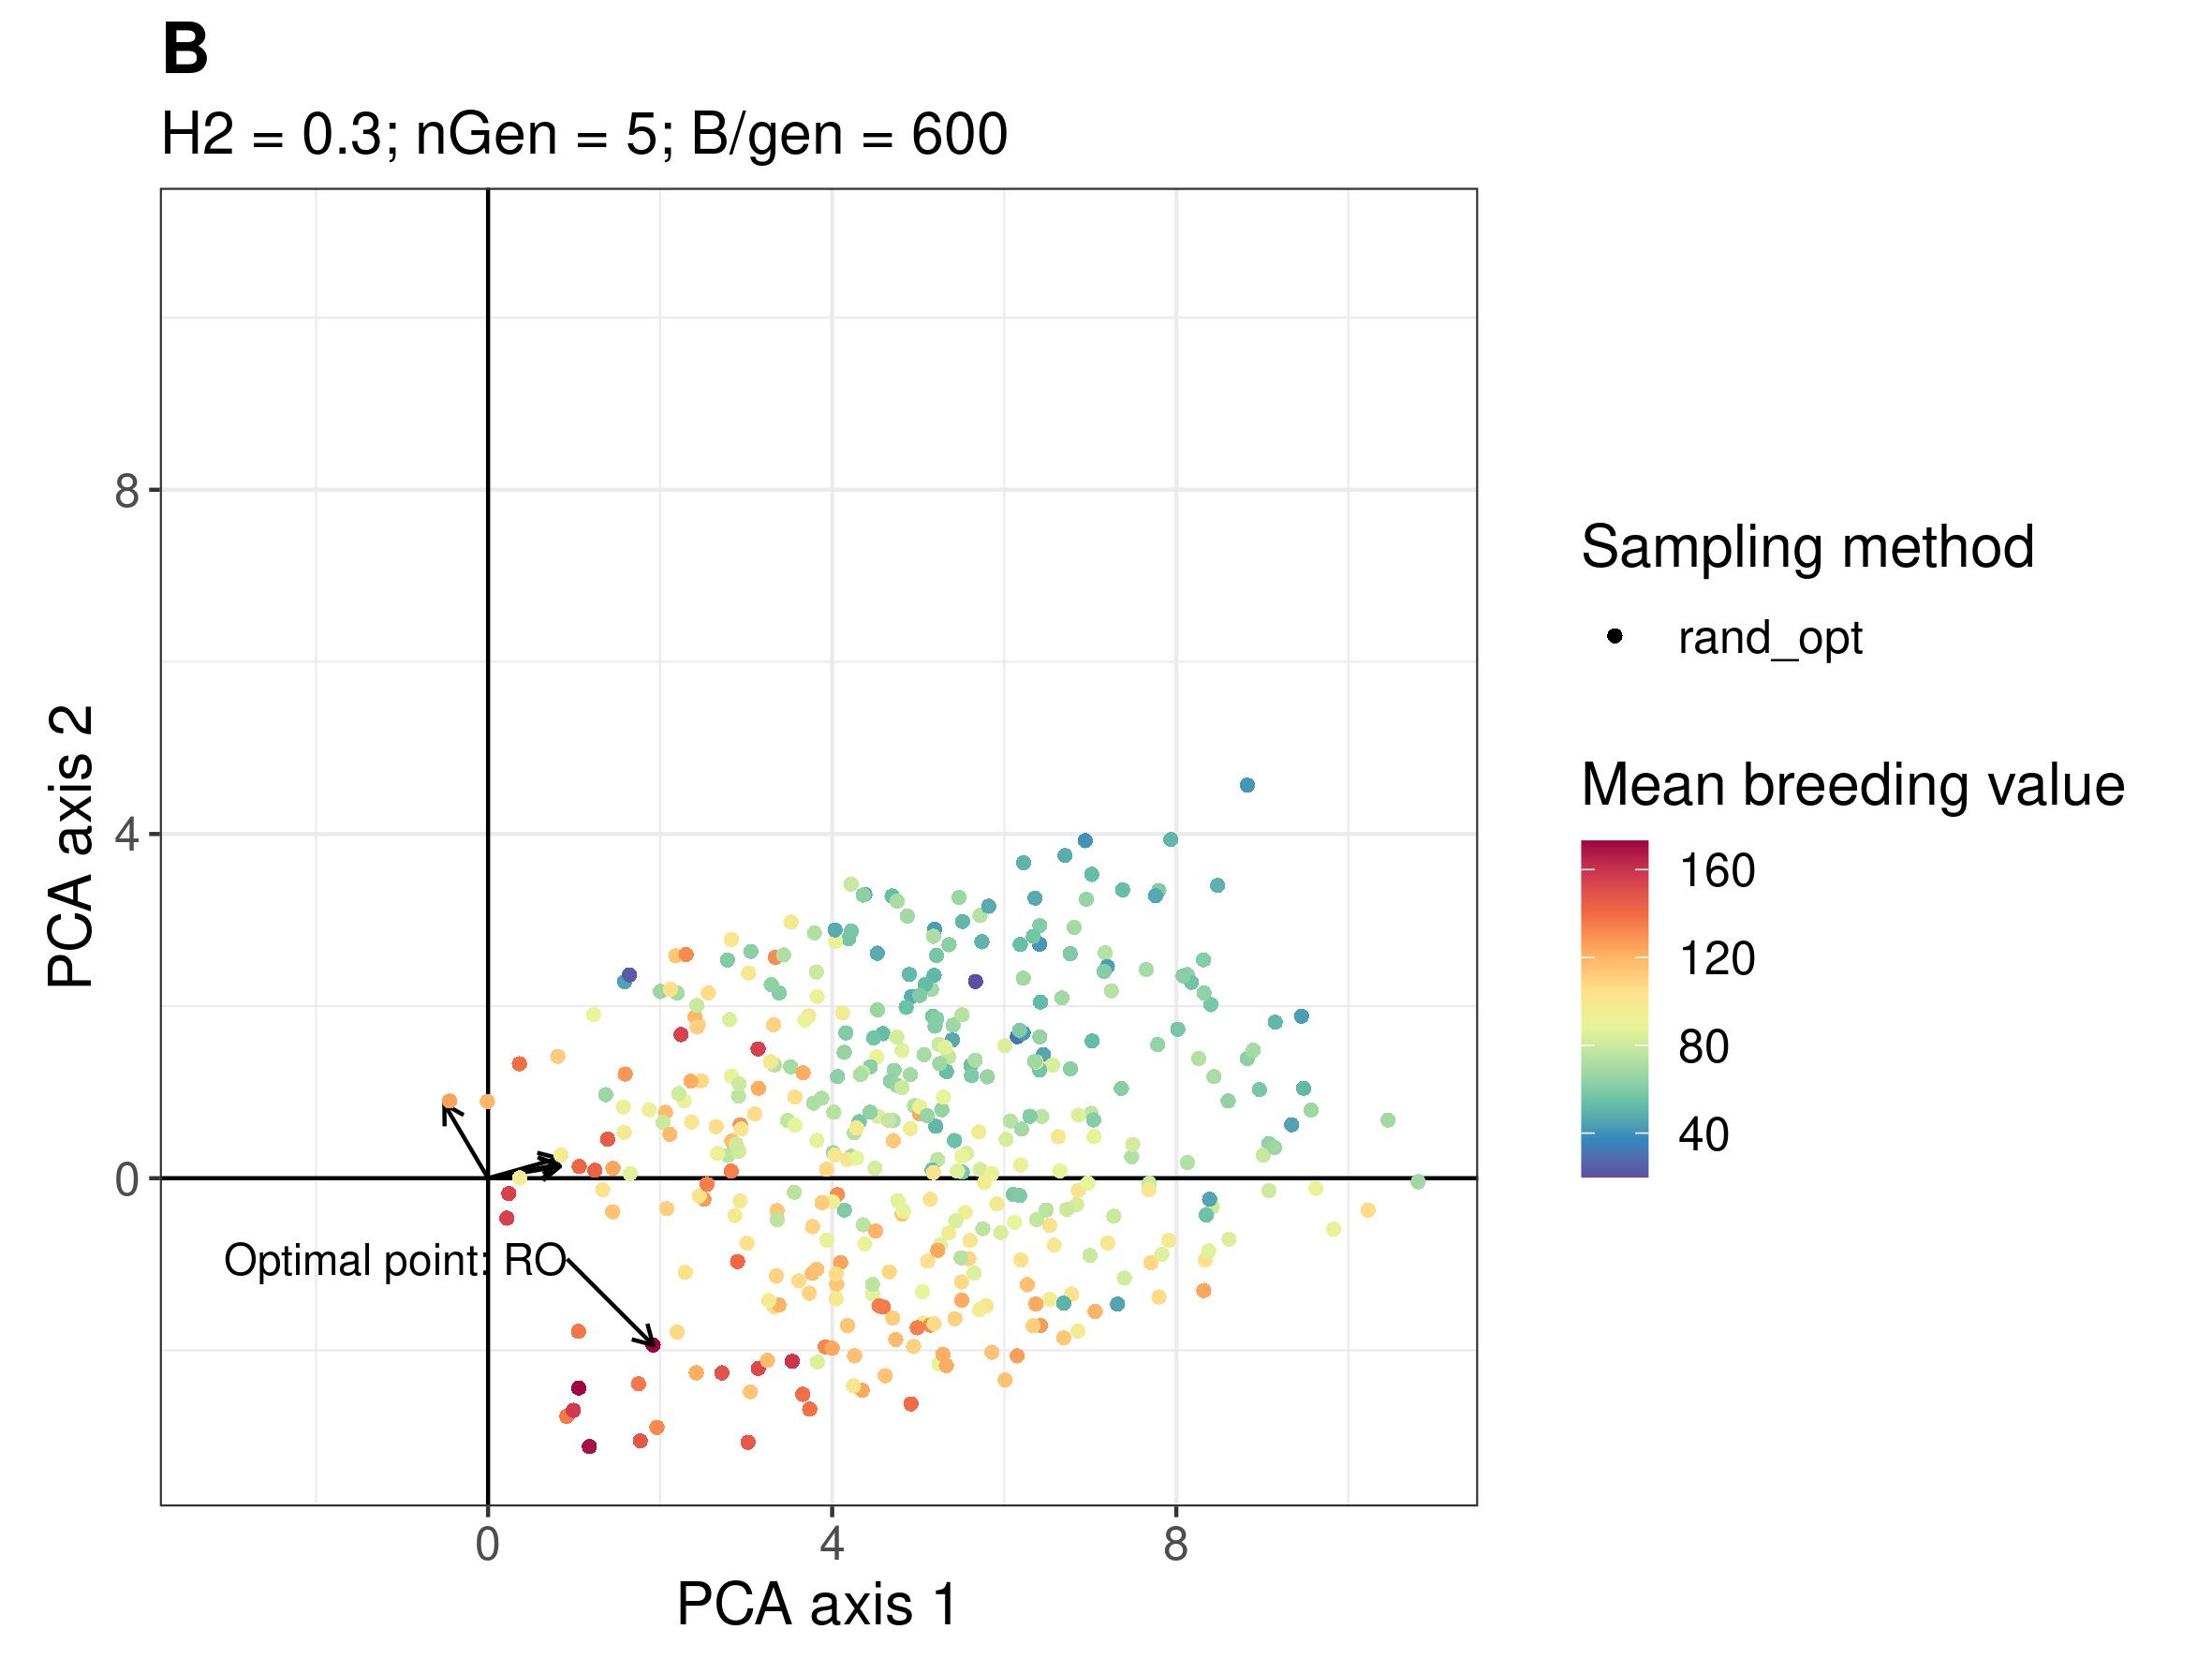 B
H2 = 0.3; nGen = 5; B/gen = 600
PCA axis 2
8
4
0
Optimal point: RO
0
4
8
PCA axis 1
Sampling method
rand_opt
Mean breeding value
160
120
80
40